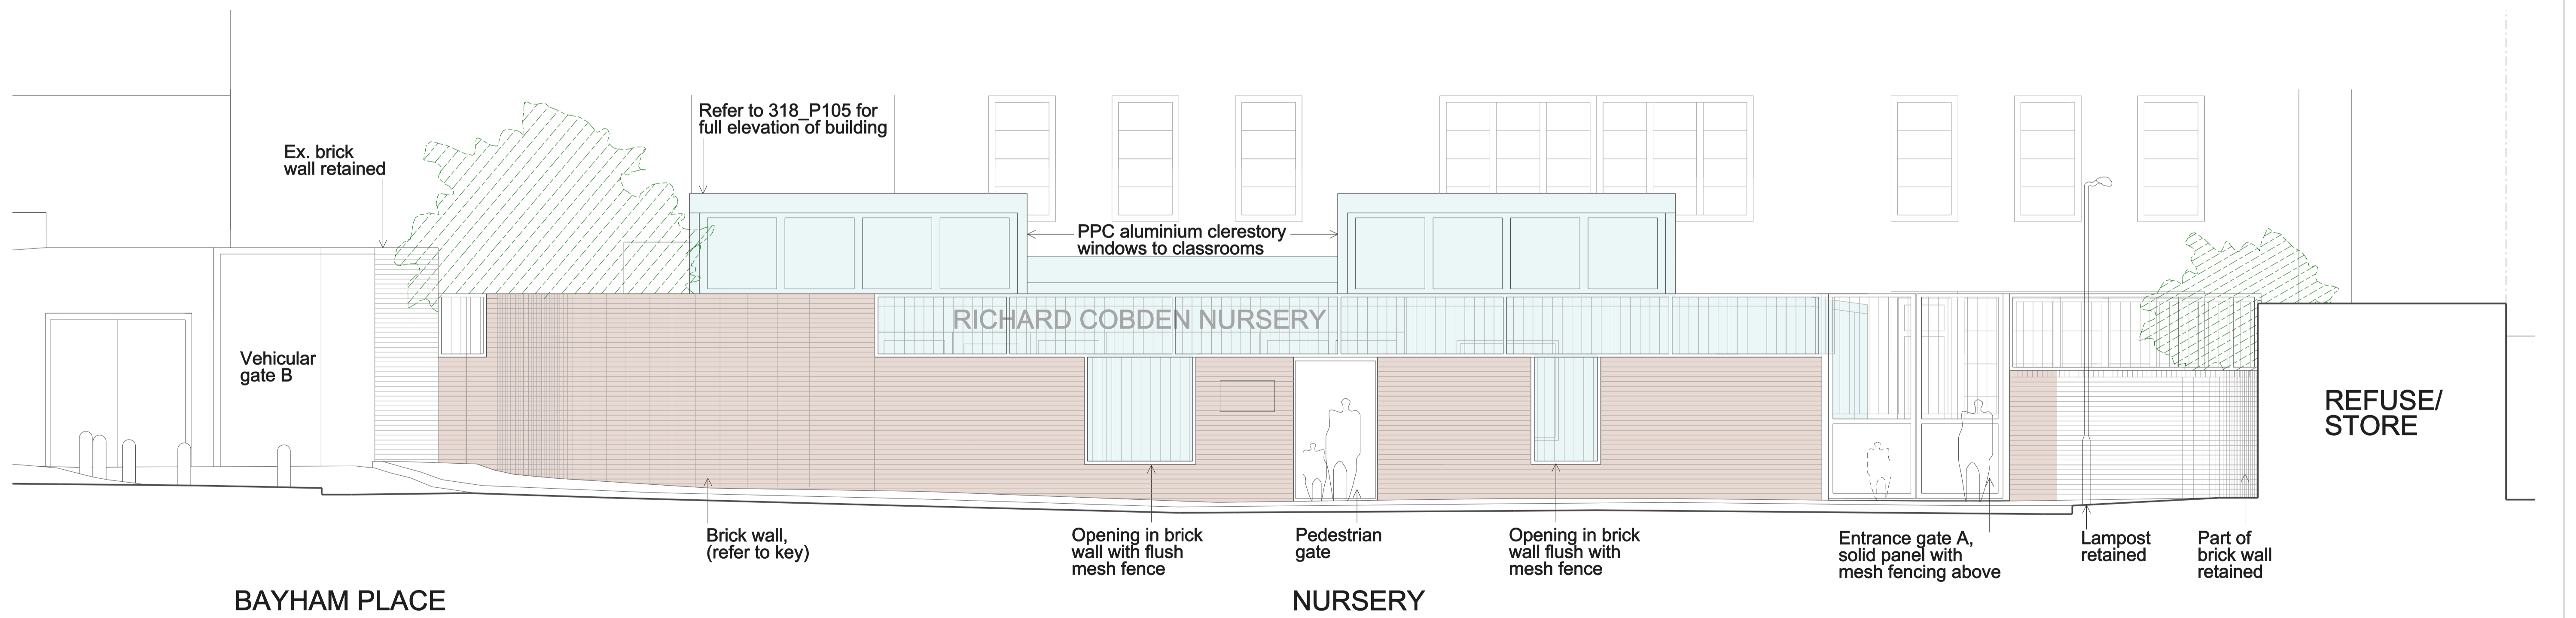 Refer to 318_P105 for
full elevation of building
Ex. brick
wall retained
PPC aluminium clerestory
windows to classrooms
RICHARD COBDEN NURSERY
Vehicular
gate B
REFUSE/
STORE
Brick wall,
(refer to key)
Opening in brick
wall with flush
mesh fence
Pedestrian
gate
Opening in brick
wall flush with
mesh fence
Entrance gate A,
solid panel with
mesh fencing above
Lampost
retained
Part of
brick wall
retained
BAYHAM PLACE
NURSERY